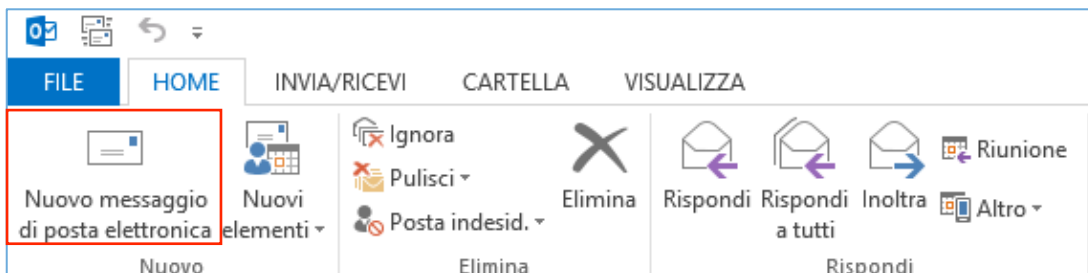 FILE HOME INVIA/RICEVI CARTELLA VISUALIZZA
Nuovo messaggio
di posta elettronica
Nuovi
elementi
Ignora
Pulisci
Posta indesid.
Elimina
Rispondi
Rispondi
a tutti
Inoltra
Riunione
Altro
Nuovo
Elimina
Rispondi